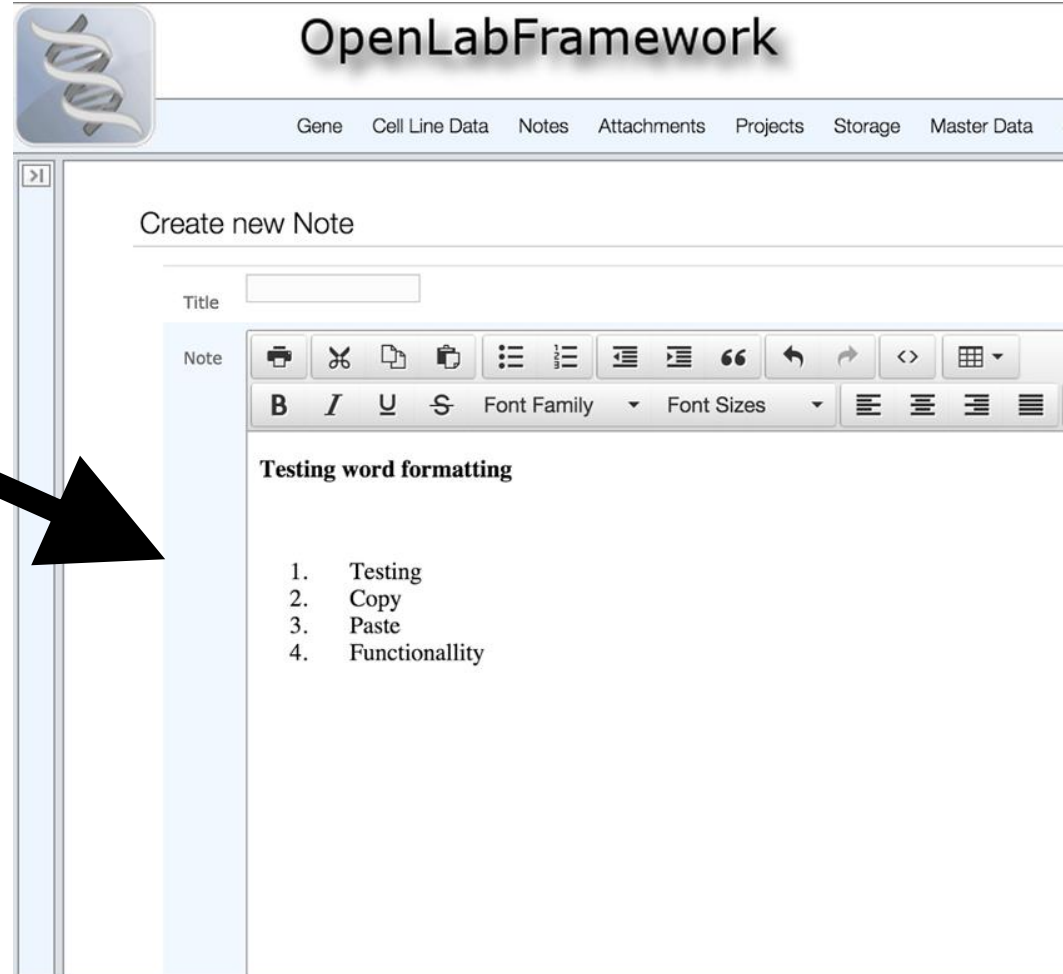 OpenLabFramework
Gene Cell Line Data Notes Attachments Projects Storage Master Data
Create new Note
Title
Note
B I U S Font Family Font Sizes
Testing word formatting
1. Testing
2. Copy
3. Paste
4. Functionallity